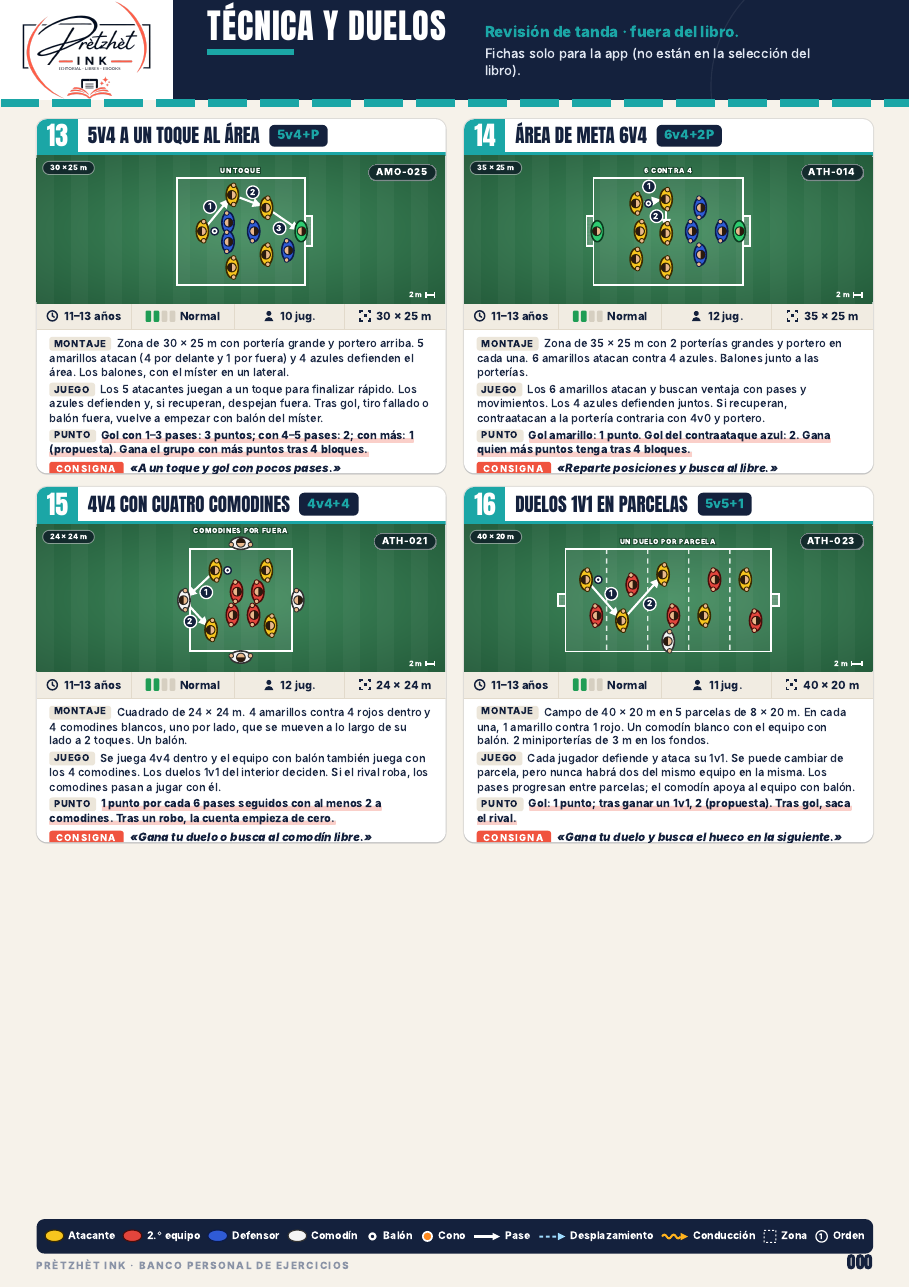 Prètzhèt
INK
EDITORIAL · LIBRES · EBOOKS
TÉCNICA Y DUELOS
Revisión de tanda · fuera del libro.
Fichas solo para la app (no están en la selección del
libro).
13 5V4 A UN TOQUE AL ÁREA 5v4+P
30 × 25 m
UN TOQUE
AMO-025
1
2
3
2 m
11–13 años Normal 10 jug. 30 × 25 m
MONTAJE Zona de 30 × 25 m con portería grande y portero arriba. 5
amarillos atacan (4 por delante y 1 por fuera) y 4 azules defienden el
área. Los balones, con el míster en un lateral.
JUEGO Los 5 atacantes juegan a un toque para finalizar rápido. Los
azules defienden y, si recuperan, despejan fuera. Tras gol, tiro fallado o
balón fuera, vuelve a empezar con balón del míster.
PUNTO Gol con 1–3 pases: 3 puntos; con 4–5 pases: 2; con más: 1
(propuesta). Gana el grupo con más puntos tras 4 bloques.
CONSIGNA «A un toque y gol con pocos pases.»
14 ÁREA DE META 6V4 6v4+2P
35 × 25 m
6 CONTRA 4
ATH-014
1
2
2 m
11–13 años Normal 12 jug. 35 × 25 m
MONTAJE Zona de 35 × 25 m con 2 porterías grandes y portero en
cada una. 6 amarillos atacan contra 4 azules. Balones junto a las
porterías.
JUEGO Los 6 amarillos atacan y buscan ventaja con pases y
movimientos. Los 4 azules defienden juntos. Si recuperan,
contraatacan a la portería contraria con 4v0 y portero.
PUNTO Gol amarillo: 1 punto. Gol del contraataque azul: 2. Gana
quien más puntos tenga tras 4 bloques.
CONSIGNA «Reparte posiciones y busca al libre.»
15 4V4 CON CUATRO COMODINES 4v4+4
24 × 24 m
COMODINES POR FUERA
ATH-021
1
2
2 m
11–13 años Normal 12 jug. 24 × 24 m
MONTAJE Cuadrado de 24 × 24 m. 4 amarillos contra 4 rojos dentro y
4 comodines blancos, uno por lado, que se mueven a lo largo de su
lado a 2 toques. Un balón.
JUEGO Se juega 4v4 dentro y el equipo con balón también juega con
los 4 comodines. Los duelos 1v1 del interior deciden. Si el rival roba, los
comodines pasan a jugar con él.
PUNTO 1 punto por cada 6 pases seguidos con al menos 2 a
comodines. Tras un robo, la cuenta empieza de cero.
CONSIGNA «Gana tu duelo o busca al comodín libre.»
16 DUELOS 1V1 EN PARCELAS 5v5+1
40 × 20 m
UN DUELO POR PARCELA
ATH-023
1
2
2 m
11–13 años Normal 11 jug. 40 × 20 m
MONTAJE Campo de 40 × 20 m en 5 parcelas de 8 × 20 m. En cada
una, 1 amarillo contra 1 rojo. Un comodín blanco con el equipo con
balón. 2 miniporterías de 3 m en los fondos.
JUEGO Cada jugador defiende y ataca su 1v1. Se puede cambiar de
parcela, pero nunca habrá dos del mismo equipo en la misma. Los
pases progresan entre parcelas; el comodín apoya al equipo con balón.
PUNTO Gol: 1 punto; tras ganar un 1v1, 2 (propuesta). Tras gol, saca
el rival.
CONSIGNA «Gana tu duelo y busca el hueco en la siguiente.»
Atacante 2.º equipo Defensor Comodín Balón Cono Pase Desplazamiento Conducción Zona 1 Orden
PRÈTZHÈT INK · BANCO PERSONAL DE EJERCICIOS
000